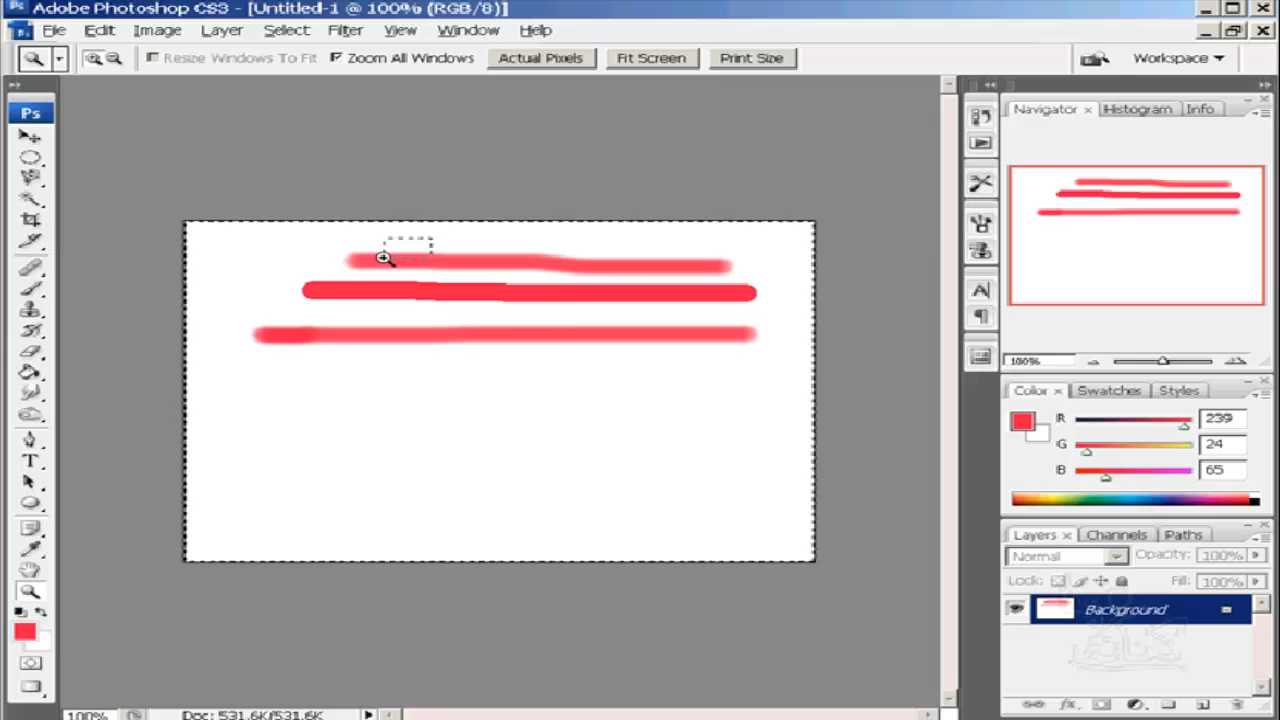 Adobe Photoshop CS3 - [Untitled-1 @ 100% (RGB/8)]
File Edit Image Layer Select Filter View Window Help
Resize Windows To Fit Zoom All Windows Actual Pixels Fit Screen Print Size Workspace
Ps
Navigator Histogram Info
100%
Color Swatches Styles
R 239
G 24
B 65
Layers Channels Paths
Normal Opacity: 100%
Lock: Fill: 100%
Background
T
A
100% Doc: 531.6K/531.6K